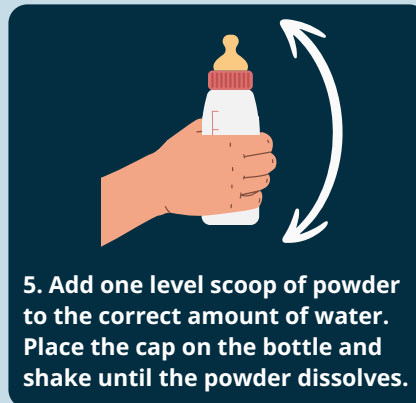 5. Add one level scoop of powder
to the correct amount of water.
Place the cap on the bottle and
shake until the powder dissolves.